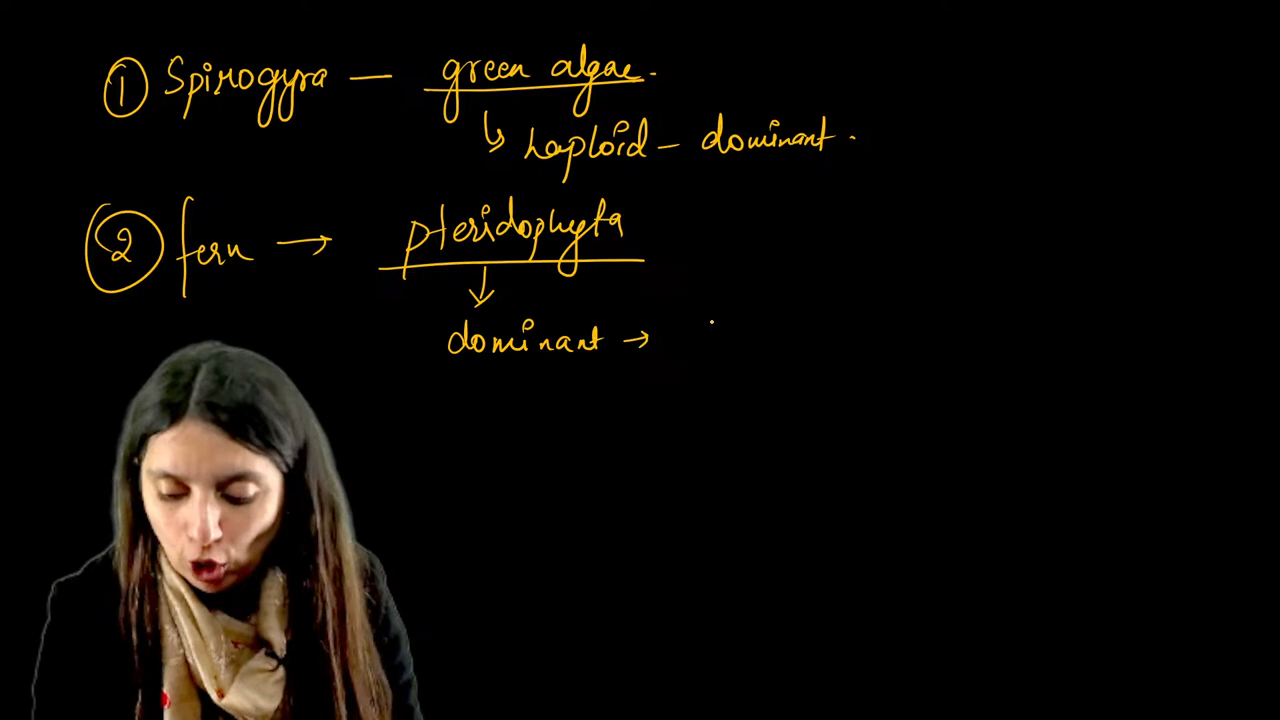 ① Spirogyra — green algae.
↳ haploid - dominant.
② fern → pteridophyta
↓
dominant →